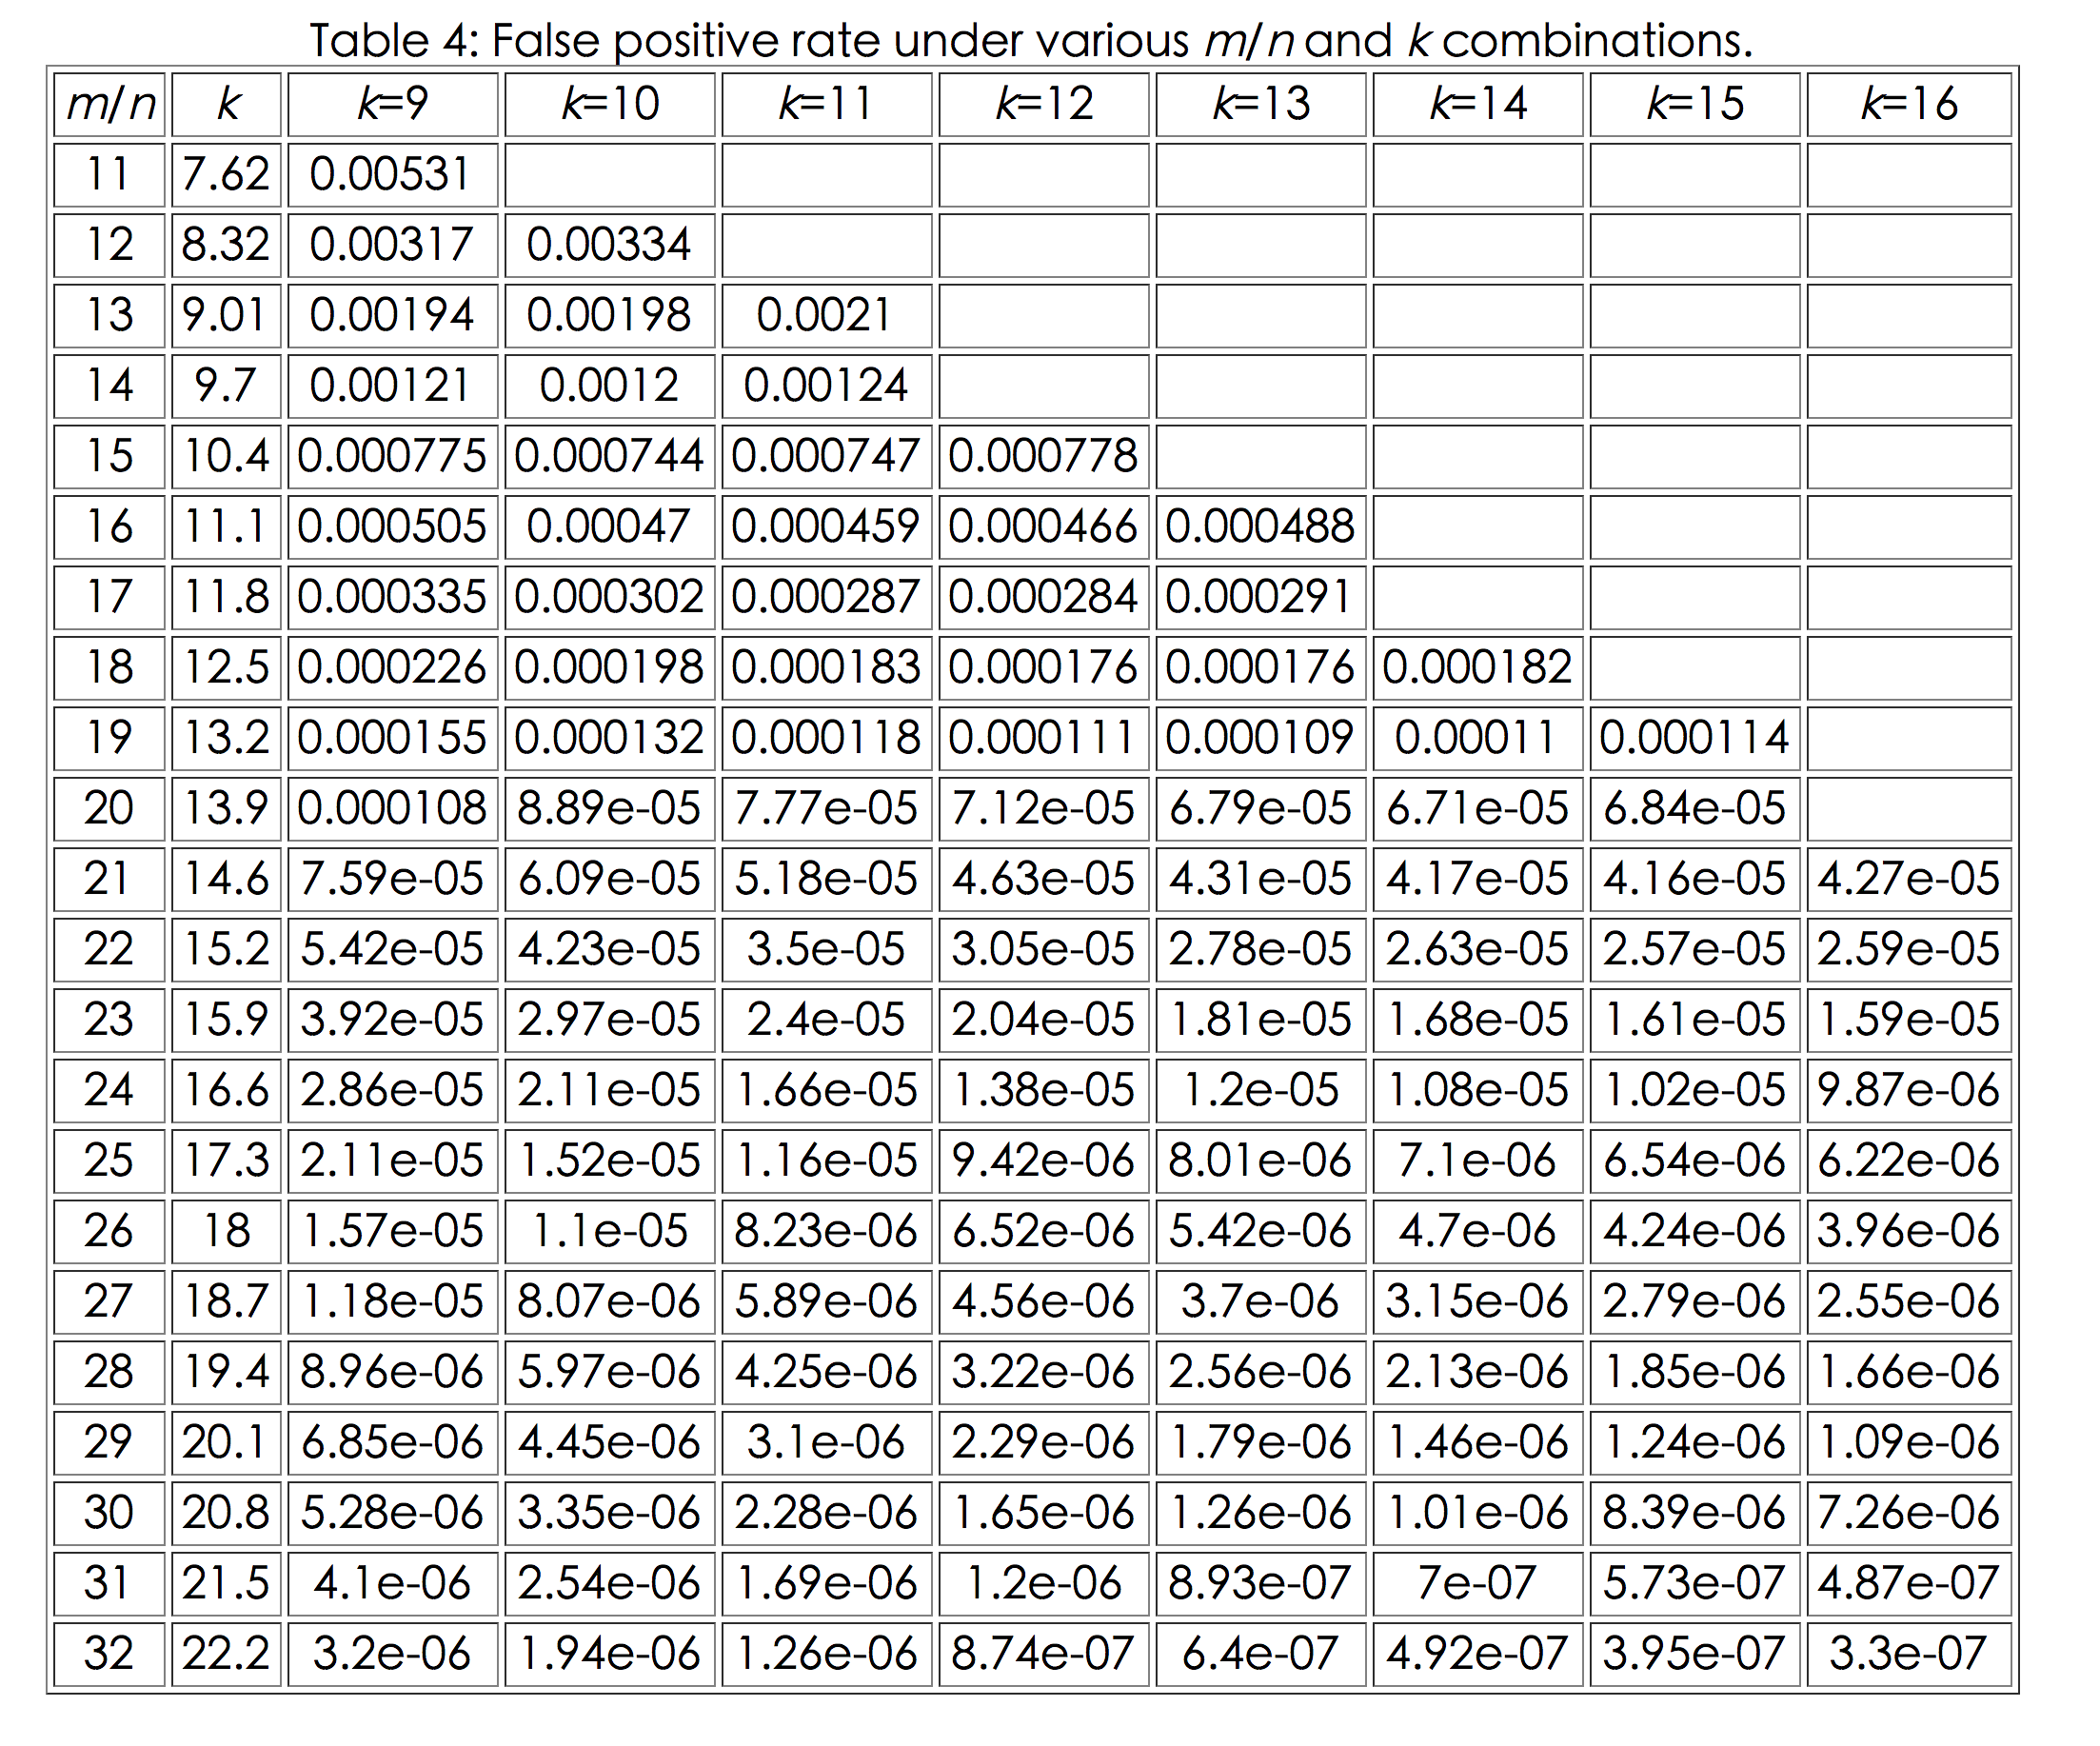 Table 4: False positive rate under various m/n and k combinations.
m/n k k=9 k=10 k=11 k=12 k=13 k=14 k=15 k=16
11 7.62 0.00531
12 8.32 0.00317 0.00334
13 9.01 0.00194 0.00198 0.0021
14 9.7 0.00121 0.0012 0.00124
15 10.4 0.000775 0.000744 0.000747 0.000778
16 11.1 0.000505 0.00047 0.000459 0.000466 0.000488
17 11.8 0.000335 0.000302 0.000287 0.000284 0.000291
18 12.5 0.000226 0.000198 0.000183 0.000176 0.000176 0.000182
19 13.2 0.000155 0.000132 0.000118 0.000111 0.000109 0.00011 0.000114
20 13.9 0.000108 8.89e-05 7.77e-05 7.12e-05 6.79e-05 6.71e-05 6.84e-05
21 14.6 7.59e-05 6.09e-05 5.18e-05 4.63e-05 4.31e-05 4.17e-05 4.16e-05 4.27e-05
22 15.2 5.42e-05 4.23e-05 3.5e-05 3.05e-05 2.78e-05 2.63e-05 2.57e-05 2.59e-05
23 15.9 3.92e-05 2.97e-05 2.4e-05 2.04e-05 1.81e-05 1.68e-05 1.61e-05 1.59e-05
24 16.6 2.86e-05 2.11e-05 1.66e-05 1.38e-05 1.2e-05 1.08e-05 1.02e-05 9.87e-06
25 17.3 2.11e-05 1.52e-05 1.16e-05 9.42e-06 8.01e-06 7.1e-06 6.54e-06 6.22e-06
26 18 1.57e-05 1.1e-05 8.23e-06 6.52e-06 5.42e-06 4.7e-06 4.24e-06 3.96e-06
27 18.7 1.18e-05 8.07e-06 5.89e-06 4.56e-06 3.7e-06 3.15e-06 2.79e-06 2.55e-06
28 19.4 8.96e-06 5.97e-06 4.25e-06 3.22e-06 2.56e-06 2.13e-06 1.85e-06 1.66e-06
29 20.1 6.85e-06 4.45e-06 3.1e-06 2.29e-06 1.79e-06 1.46e-06 1.24e-06 1.09e-06
30 20.8 5.28e-06 3.35e-06 2.28e-06 1.65e-06 1.26e-06 1.01e-06 8.39e-06 7.26e-06
31 21.5 4.1e-06 2.54e-06 1.69e-06 1.2e-06 8.93e-07 7e-07 5.73e-07 4.87e-07
32 22.2 3.2e-06 1.94e-06 1.26e-06 8.74e-07 6.4e-07 4.92e-07 3.95e-07 3.3e-07